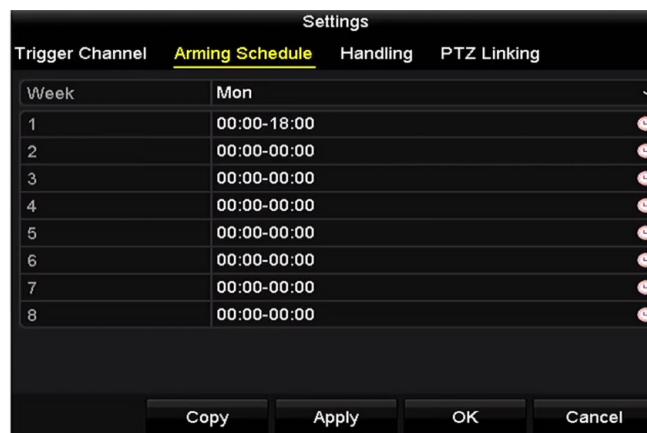 Settings
Trigger Channel Arming Schedule Handling PTZ Linking
Week Mon
1 00:00-18:00
2 00:00-00:00
3 00:00-00:00
4 00:00-00:00
5 00:00-00:00
6 00:00-00:00
7 00:00-00:00
8 00:00-00:00
Copy Apply OK Cancel